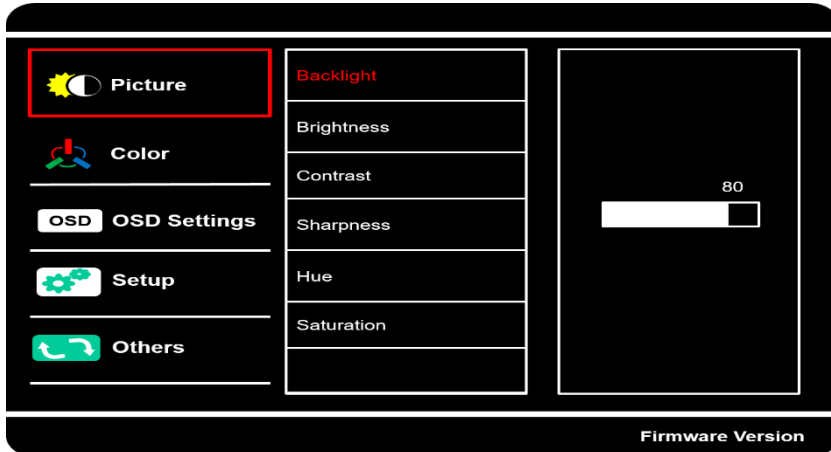 Picture
Color
OSD OSD Settings
Setup
Others
Backlight
Brightness
Contrast
Sharpness
Hue
Saturation
80
Firmware Version